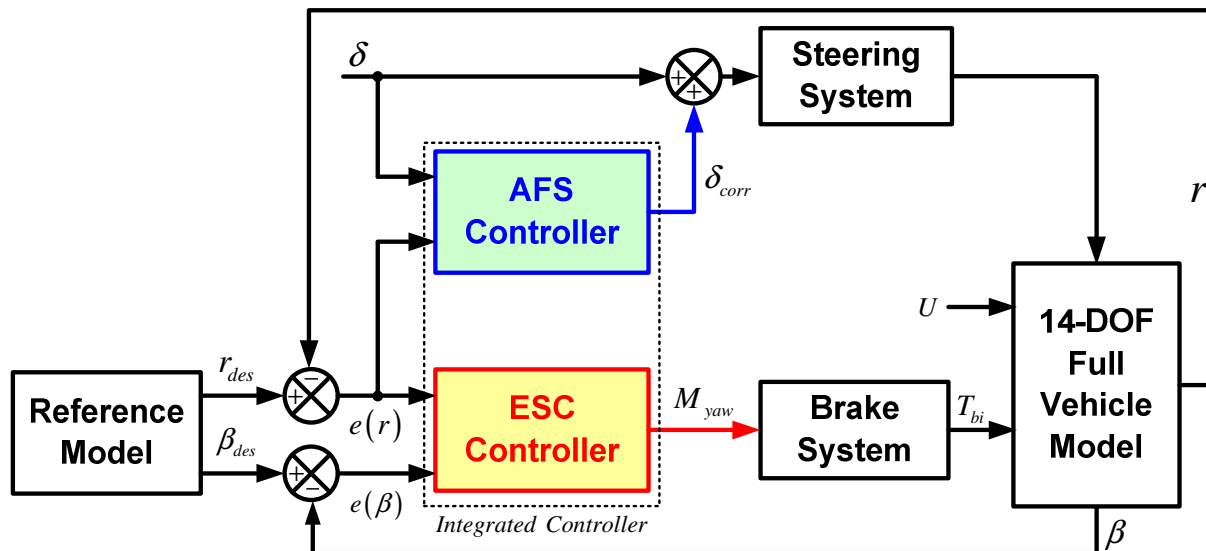 δ
+
+
Steering
System
AFS
Controller
δ_corr
r
U
14-DOF
Full
Vehicle
Model
Reference
Model
r_des
β_des
−
+
+
−
e(r)
e(β)
ESC
Controller
M_yaw
Brake
System
T_bi
Integrated Controller
β